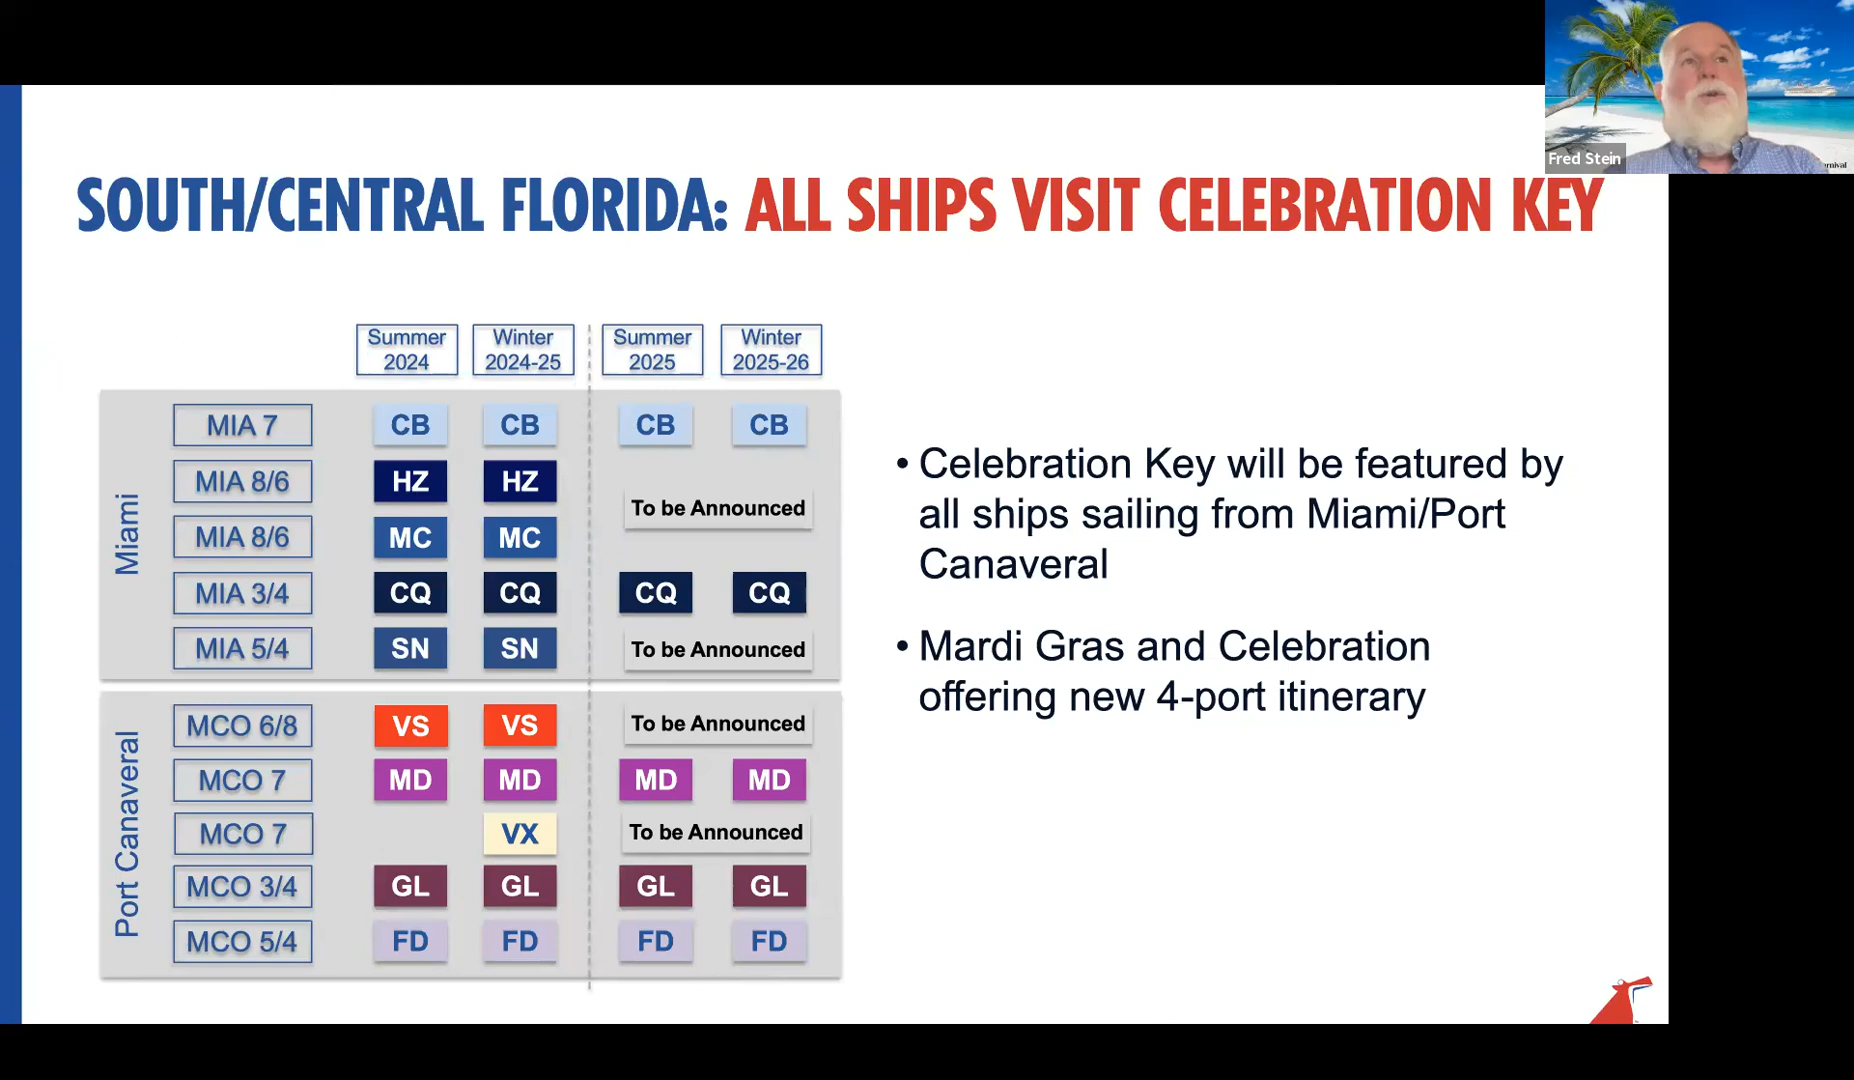 Fred Stein
SOUTH/CENTRAL FLORIDA: ALL SHIPS VISIT CELEBRATION KEY
Summer 2024
Winter 2024-25
Summer 2025
Winter 2025-26
Miami
MIA 7 CB CB CB CB
MIA 8/6 HZ HZ
To be Announced
MIA 8/6 MC MC
MIA 3/4 CQ CQ CQ CQ
MIA 5/4 SN SN To be Announced
Port Canaveral
MCO 6/8 VS VS To be Announced
MCO 7 MD MD MD MD
MCO 7 VX To be Announced
MCO 3/4 GL GL GL GL
MCO 5/4 FD FD FD FD
• Celebration Key will be featured by
all ships sailing from Miami/Port
Canaveral
• Mardi Gras and Celebration
offering new 4-port itinerary